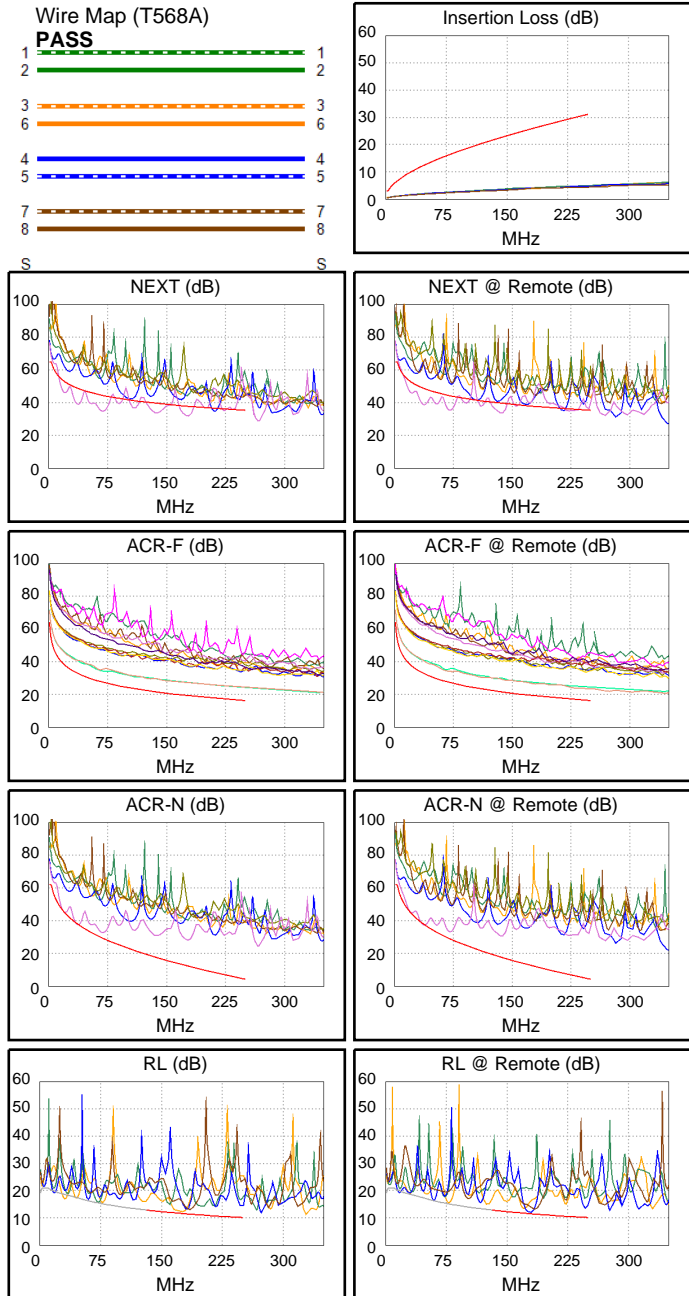 Wire Map (T568A)
PASS
1 1
2 2
3 3
6 6
4 4
5 5
7 7
8 8
S S
Insertion Loss (dB)
60
50
40
30
20
10
0
0 75 150 225 300
MHz
NEXT (dB)
100
80
60
40
20
0
0 75 150 225 300
MHz
NEXT @ Remote (dB)
100
80
60
40
20
0
0 75 150 225 300
MHz
ACR-F (dB)
100
80
60
40
20
0
0 75 150 225 300
MHz
ACR-F @ Remote (dB)
100
80
60
40
20
0
0 75 150 225 300
MHz
ACR-N (dB)
100
80
60
40
20
0
0 75 150 225 300
MHz
ACR-N @ Remote (dB)
100
80
60
40
20
0
0 75 150 225 300
MHz
RL (dB)
60
50
40
30
20
10
0
0 75 150 225 300
MHz
RL @ Remote (dB)
60
50
40
30
20
10
0
0 75 150 225 300
MHz